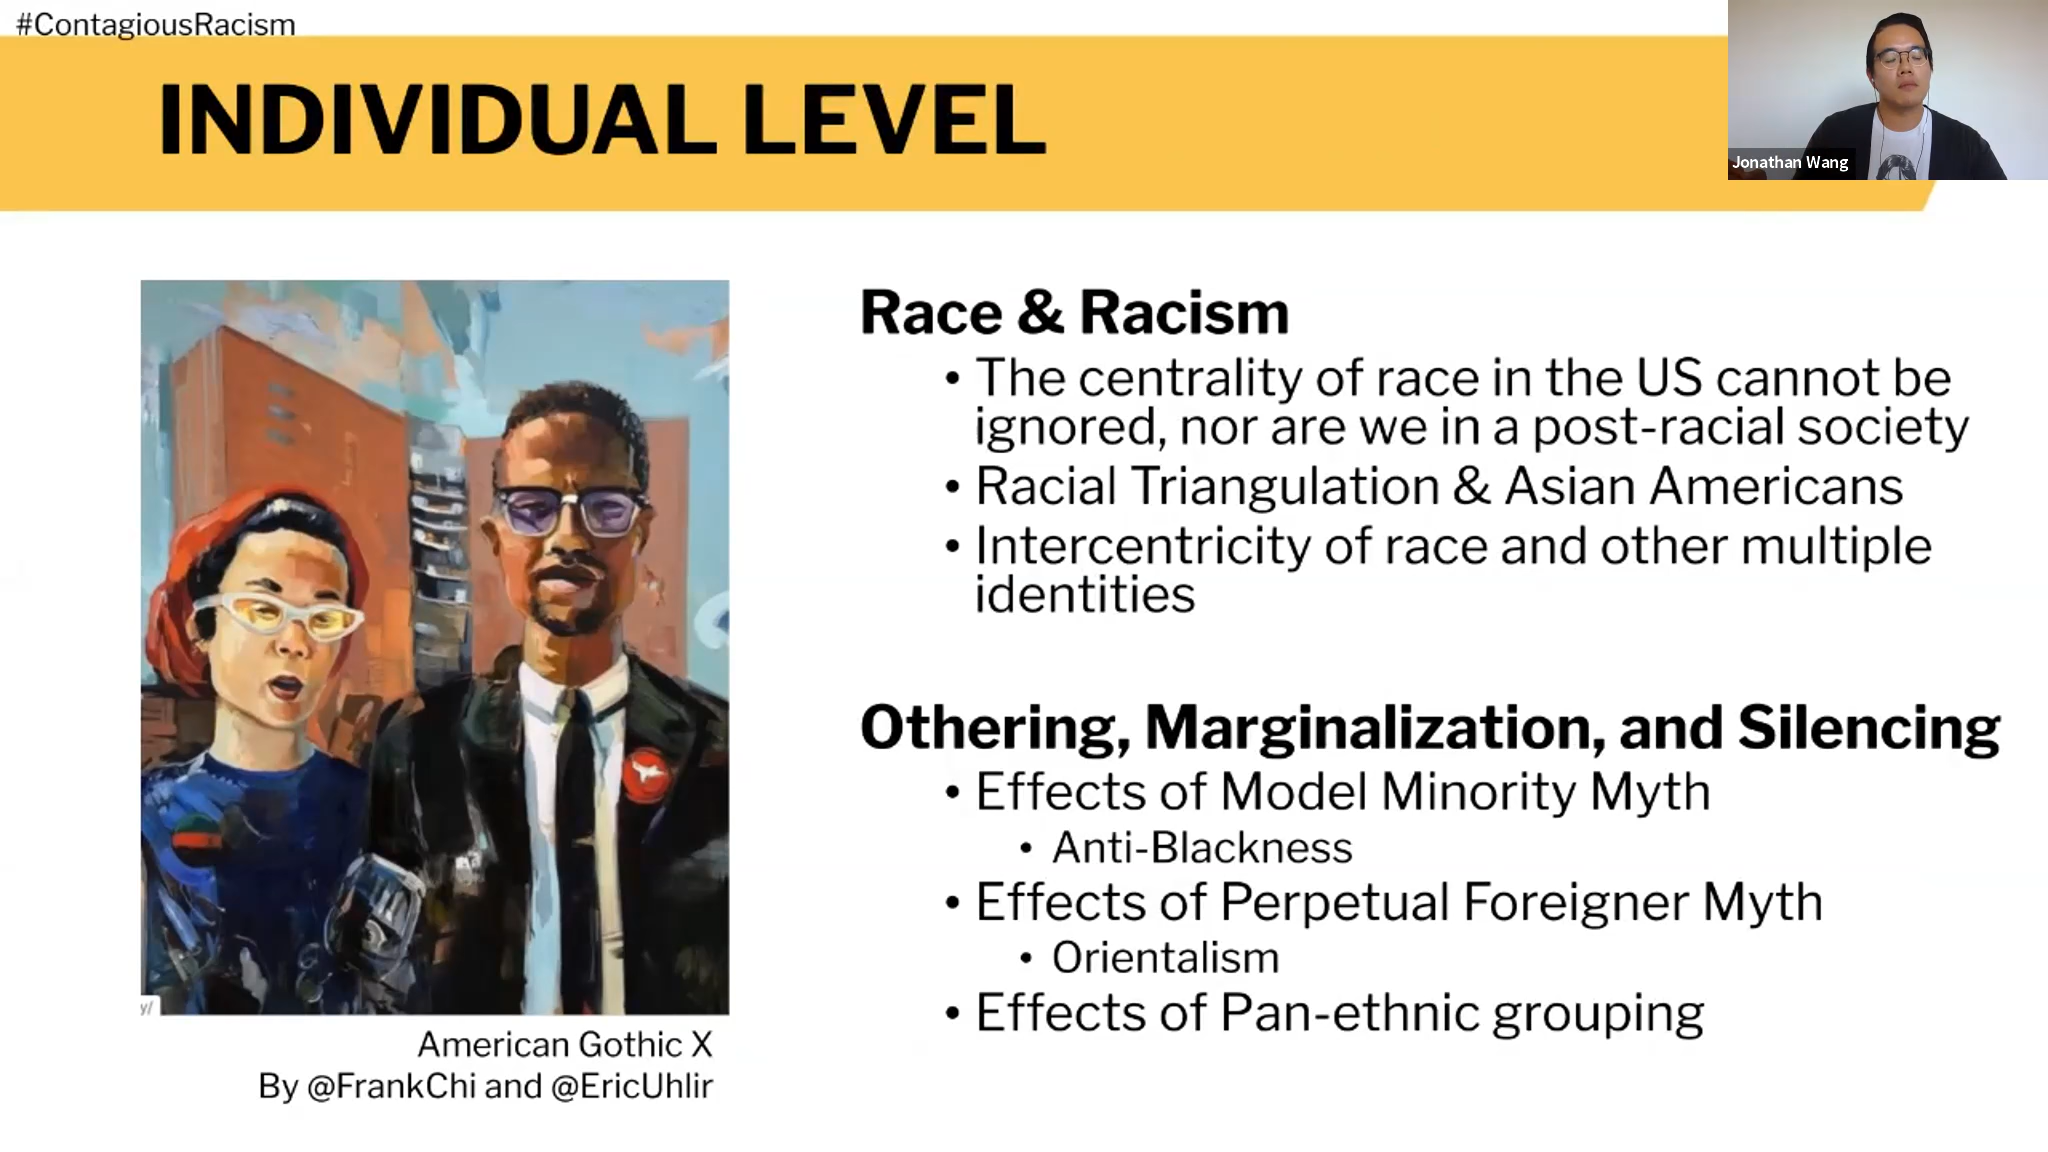 #ContagiousRacism
INDIVIDUAL LEVEL
Jonathan Wang
Race & Racism
• The centrality of race in the US cannot be
ignored, nor are we in a post-racial society
• Racial Triangulation & Asian Americans
• Intercentricity of race and other multiple
identities
Othering, Marginalization, and Silencing
• Effects of Model Minority Myth
• Anti-Blackness
• Effects of Perpetual Foreigner Myth
• Orientalism
• Effects of Pan-ethnic grouping
y/
American Gothic X
By @FrankChi and @EricUhlir